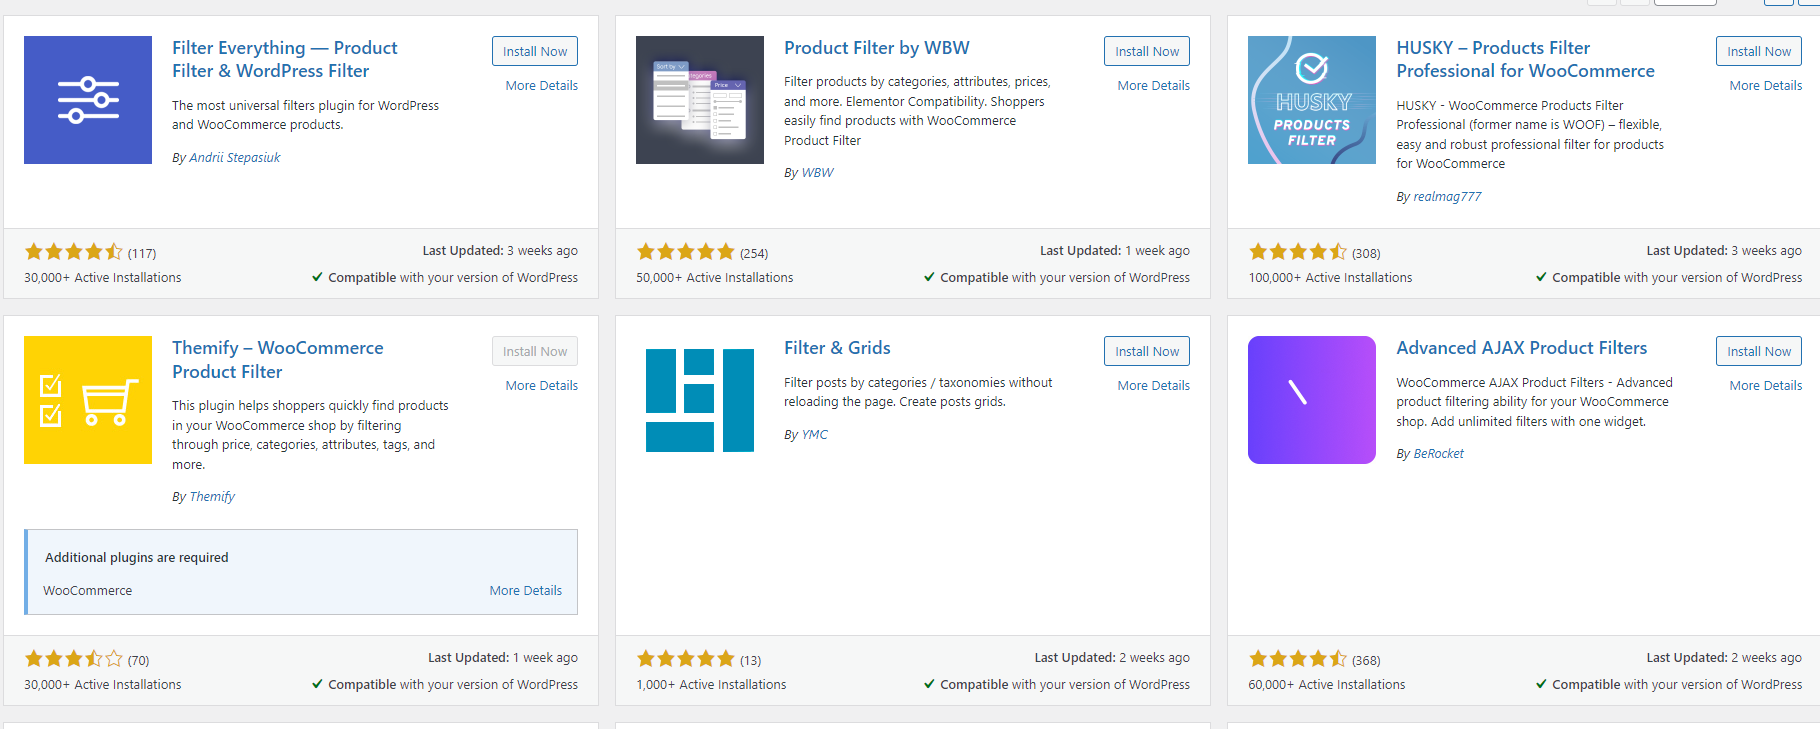 Filter Everything — Product
Filter & WordPress Filter
Install Now
More Details
The most universal filters plugin for WordPress
and WooCommerce products.
By Andrii Stepasiuk
(117)
Last Updated: 3 weeks ago
30,000+ Active Installations
Compatible with your version of WordPress
Sort by
Categories
Price
Product Filter by WBW
Install Now
More Details
Filter products by categories, attributes, prices,
and more. Elementor Compatibility. Shoppers
easily find products with WooCommerce
Product Filter
By WBW
(254)
Last Updated: 1 week ago
50,000+ Active Installations
Compatible with your version of WordPress
HUSKY
PRODUCTS
FILTER
HUSKY – Products Filter
Professional for WooCommerce
Install Now
More Details
HUSKY - WooCommerce Products Filter
Professional (former name is WOOF) – flexible,
easy and robust professional filter for products
for WooCommerce
By realmag777
(308)
Last Updated: 3 weeks ago
100,000+ Active Installations
Compatible with your version of WordPress
Themify – WooCommerce
Product Filter
Install Now
More Details
This plugin helps shoppers quickly find products
in your WooCommerce shop by filtering
through price, categories, attributes, tags, and
more.
By Themify
Additional plugins are required
WooCommerce
More Details
(70)
Last Updated: 1 week ago
30,000+ Active Installations
Compatible with your version of WordPress
Filter & Grids
Install Now
More Details
Filter posts by categories / taxonomies without
reloading the page. Create posts grids.
By YMC
(13)
Last Updated: 2 weeks ago
1,000+ Active Installations
Compatible with your version of WordPress
Advanced AJAX Product Filters
Install Now
More Details
WooCommerce AJAX Product Filters - Advanced
product filtering ability for your WooCommerce
shop. Add unlimited filters with one widget.
By BeRocket
(368)
Last Updated: 2 weeks ago
60,000+ Active Installations
Compatible with your version of WordPress